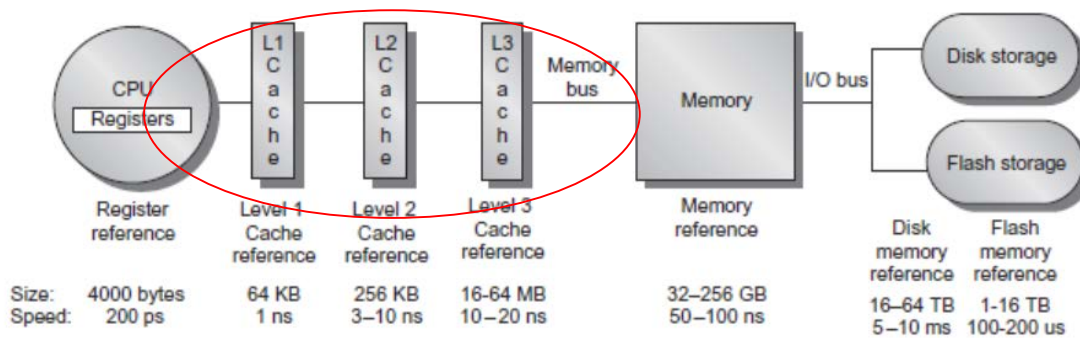 CPU
Registers
L1
C
a
c
h
e
L2
C
a
c
h
e
L3
C
a
c
h
e
Memory
bus
Memory
I/O bus
Disk storage
Flash storage
Register
reference
Level 1
Cache
reference
Level 2
Cache
reference
Level 3
Cache
reference
Memory
reference
Disk
memory
reference
Flash
memory
reference
Size: 4000 bytes 64 KB 256 KB 16-64 MB 32–256 GB 16–64 TB 1-16 TB
Speed: 200 ps 1 ns 3–10 ns 10–20 ns 50–100 ns 5–10 ms 100-200 us